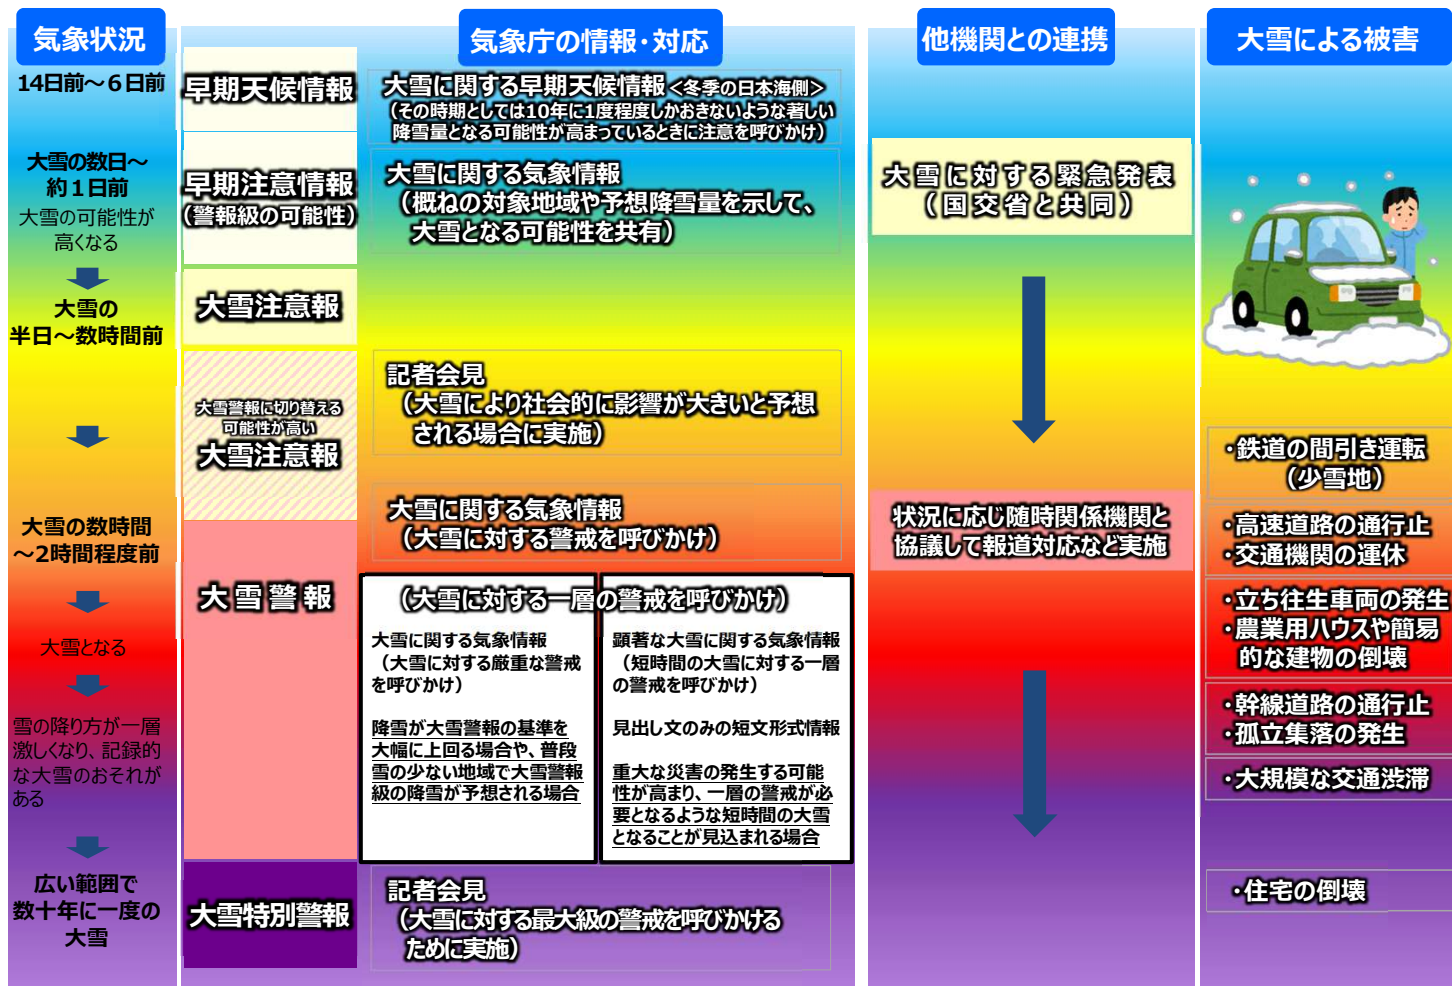 気象状況
気象庁の情報・対応
他機関との連携
大雪による被害
14日前～6日前
大雪の数日～
約1日前
大雪の可能性が
高くなる
大雪の
半日～数時間前
大雪の数時間
～2時間程度前
大雪となる
雪の降り方が一層
激しくなり、記録的
な大雪のおそれが
ある
広い範囲で
数十年に一度の
大雪
早期天候情報
早期注意情報
(警報級の可能性)
大雪注意報
大雪警報に切り替える
可能性が高い
大雪注意報
大雪警報
大雪特別警報
大雪に関する早期天候情報<冬季の日本海側>
(その時期としては10年に1度程度しかおきないような著しい
降雪量となる可能性が高まっているときに注意を呼びかけ)
大雪に関する気象情報
(概ねの対象地域や予想降雪量を示して、
大雪となる可能性を共有)
記者会見
(大雪により社会的に影響が大きいと予想
される場合に実施)
大雪に関する気象情報
(大雪に対する警戒を呼びかけ)
(大雪に対する一層の警戒を呼びかけ)
大雪に関する気象情報
(大雪に対する厳重な警戒
を呼びかけ)
降雪が大雪警報の基準を
大幅に上回る場合や、普段
雪の少ない地域で大雪警報
級の降雪が予想される場合
顕著な大雪に関する気象情報
(短時間の大雪に対する一層
の警戒を呼びかけ)
見出し文のみの短文形式情報
重大な災害の発生する可能
性が高まり、一層の警戒が必
要となるような短時間の大雪
となることが見込まれる場合
記者会見
(大雪に対する最大級の警戒を呼びかける
ために実施)
大雪に対する緊急発表
(国交省と共同)
状況に応じ随時関係機関と
協議して報道対応など実施
・鉄道の間引き運転
(少雪地)
・高速道路の通行止
・交通機関の運休
・立ち往生車両の発生
・農業用ハウスや簡易
的な建物の倒壊
・幹線道路の通行止
・孤立集落の発生
・大規模な交通渋滞
・住宅の倒壊